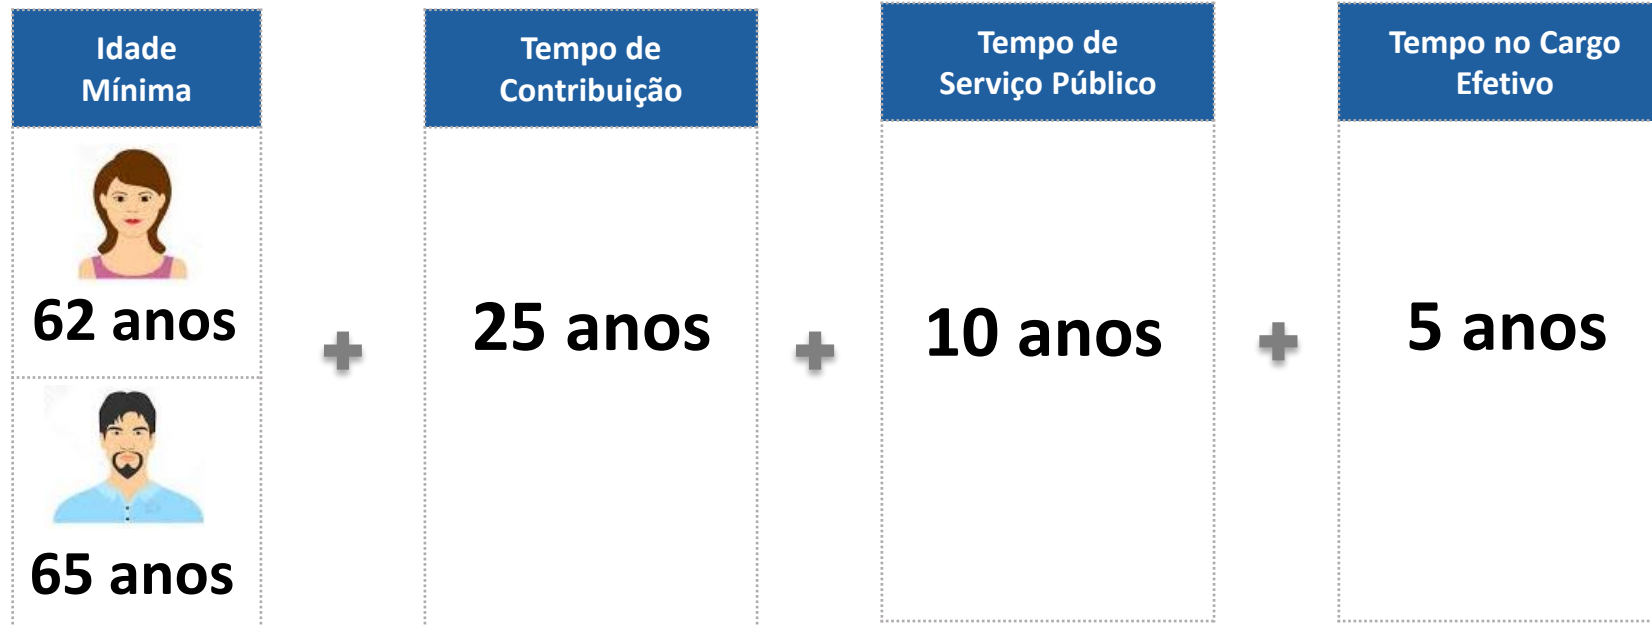 Idade
Mínima
62 anos
65 anos
Tempo de
Contribuição
25 anos
Tempo de
Serviço Público
10 anos
Tempo no Cargo
Efetivo
5 anos